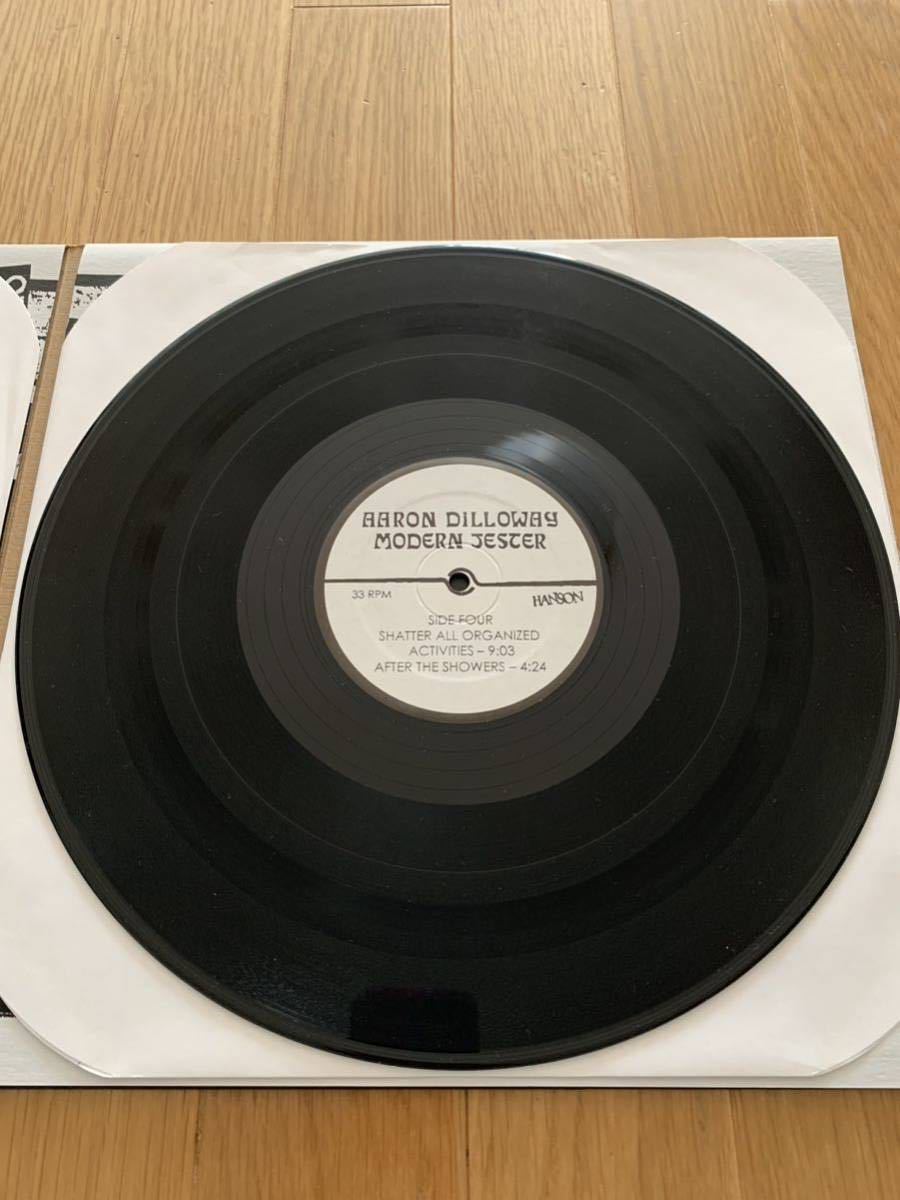 AARON DILLOWAY
MODERN JESTER
33 RPM
HANSON
SIDE FOUR
SHATTER ALL ORGANIZED
ACTIVITIES – 9:03
AFTER THE SHOWERS – 4:24